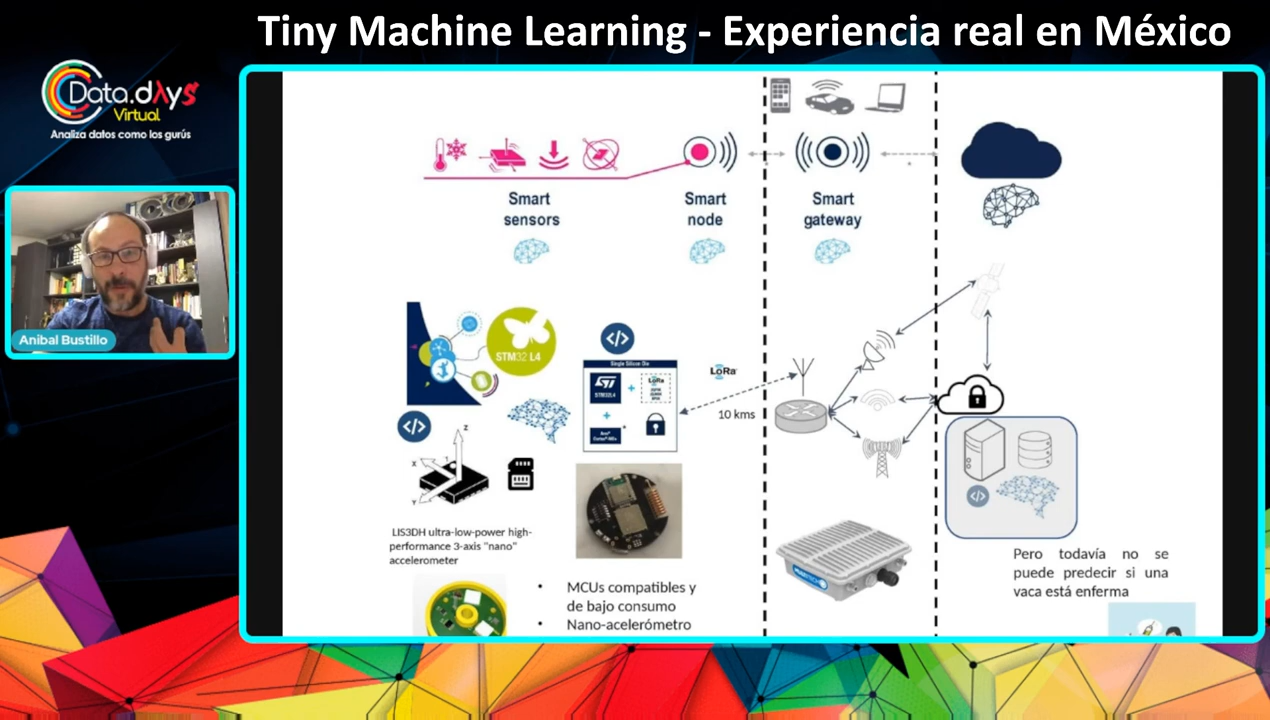 Tiny Machine Learning - Experiencia real en México
Data.dAys
Virtual
Analiza datos como los gurús
Anibal Bustillo
Smart
sensors
Smart
node
Smart
gateway
STM32 L4
</>
Single Silicon Die
STM32L4
LoRa
LoRa
10 kms
</>
Z
X
Y
</>
LIS3DH ultra-low-power high-
performance 3-axis "nano"
accelerometer
• MCUs compatibles y
de bajo consumo
• Nano-acelerómetro
Pero todavía no se
puede predecir si una
vaca está enferma